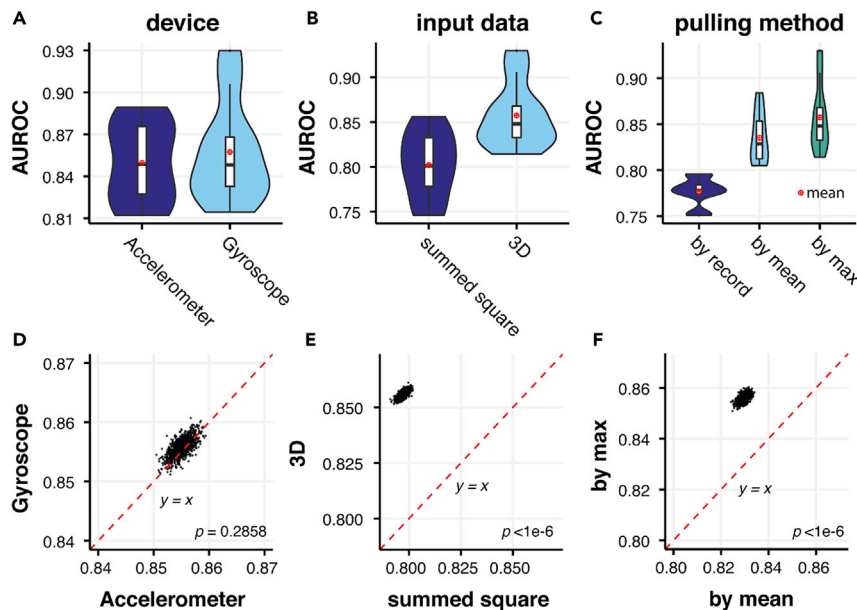 A
device
AUROC
0.93
0.90
0.87
0.84
0.81
Accelerometer
Gyroscope
B
input data
AUROC
0.90
0.85
0.80
0.75
summed square
3D
C
pulling method
AUROC
0.90
0.85
0.80
0.75
mean
by record
by mean
by max
D
Gyroscope
0.87
0.86
0.85
0.84
y = x
p = 0.2858
0.84 0.85 0.86 0.87
Accelerometer
E
3D
0.850
0.825
0.800
y = x
p <1e-6
0.800 0.825 0.850
summed square
F
by max
0.86
0.84
0.82
0.80
y = x
p <1e-6
0.80 0.82 0.84 0.86
by mean